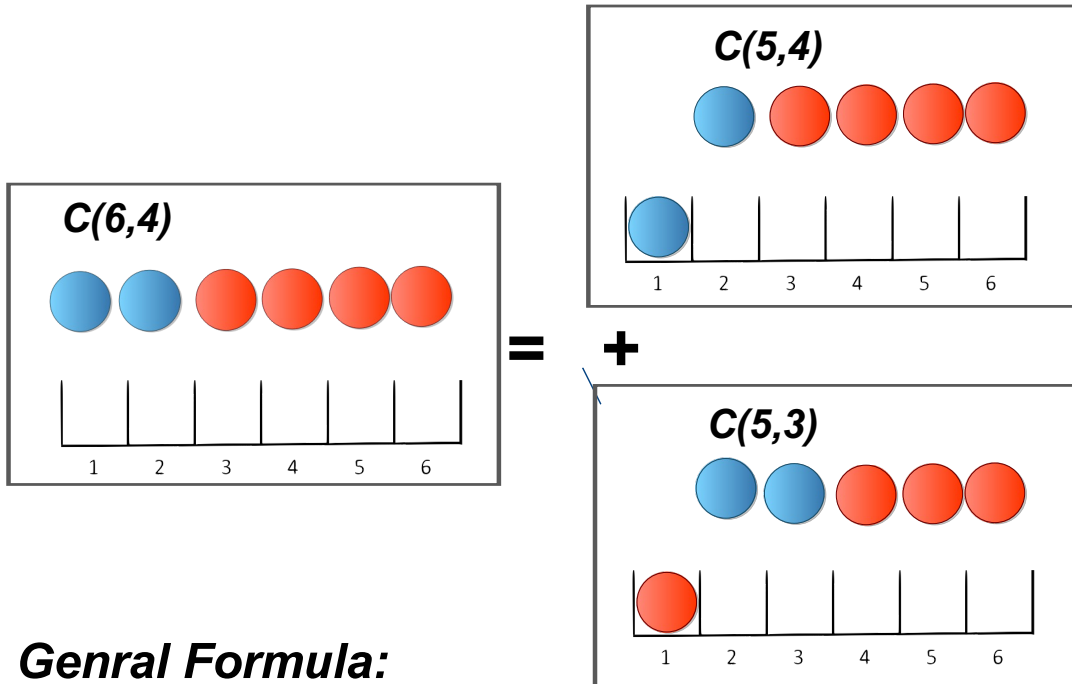 C(6,4)
1 2 3 4 5 6
=
C(5,4)
1 2 3 4 5 6
+
C(5,3)
1 2 3 4 5 6
Genral Formula: